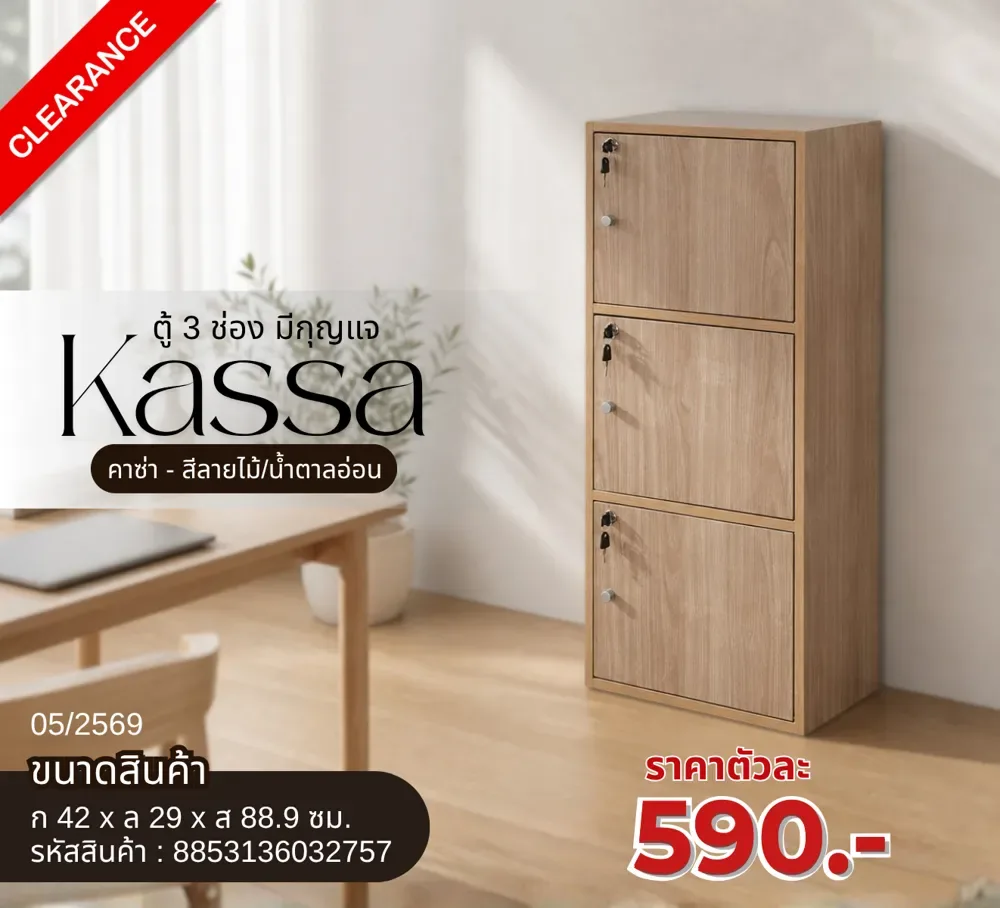 CLEARANCE
ตู้ 3 ช่อง มีกุญแจ
Kassa
คาซ่า - สีลายไม้/น้ำตาลอ่อน
05/2569
ขนาดสินค้า
ก 42 x ล 29 x ส 88.9 ซม.
รหัสสินค้า : 8853136032757
ราคาตัวละ
590.-